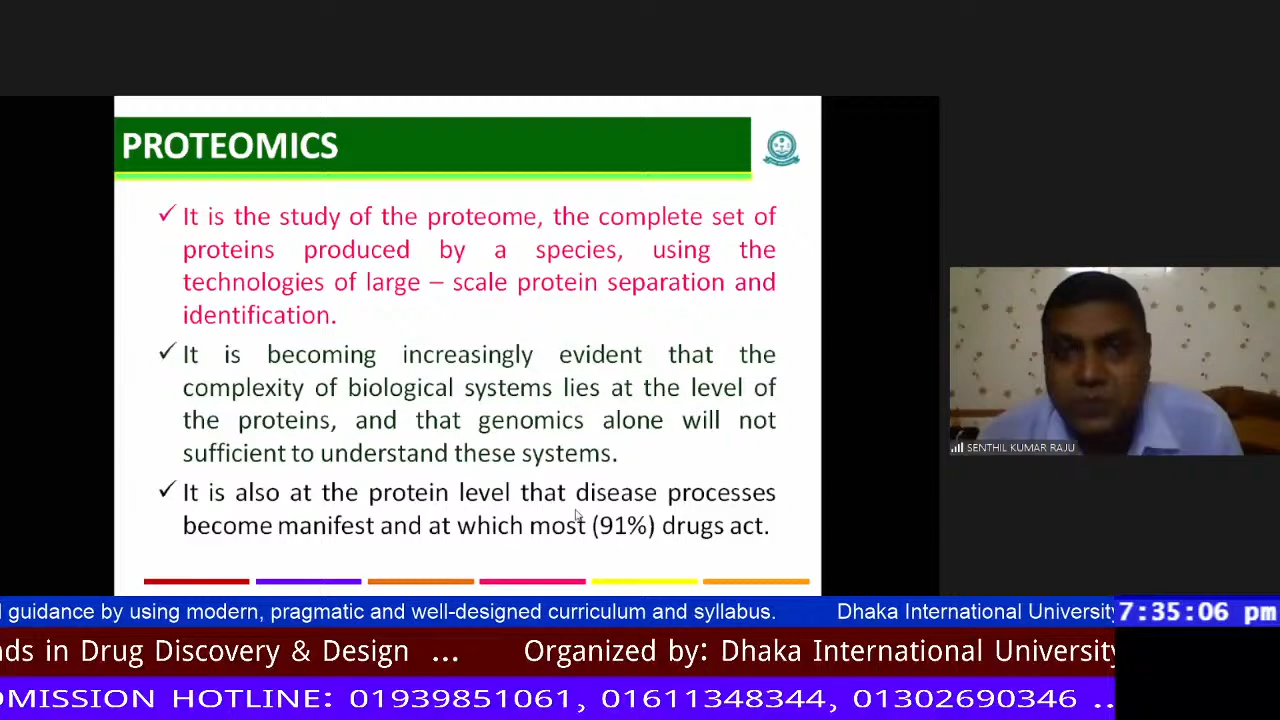 PROTEOMICS
✓ It is the study of the proteome, the complete set of
proteins produced by a species, using the
technologies of large – scale protein separation and
identification.
✓ It is becoming increasingly evident that the
complexity of biological systems lies at the level of
the proteins, and that genomics alone will not
sufficient to understand these systems.
✓ It is also at the protein level that disease processes
become manifest and at which most (91%) drugs act.
SENTHIL KUMAR RAJU
guidance by using modern, pragmatic and well-designed curriculum and syllabus. Dhaka International University
7:35:06 pm
nds in Drug Discovery & Design ... Organized by: Dhaka International University
DMISSION HOTLINE: 01939851061, 01611348344, 01302690346 ..